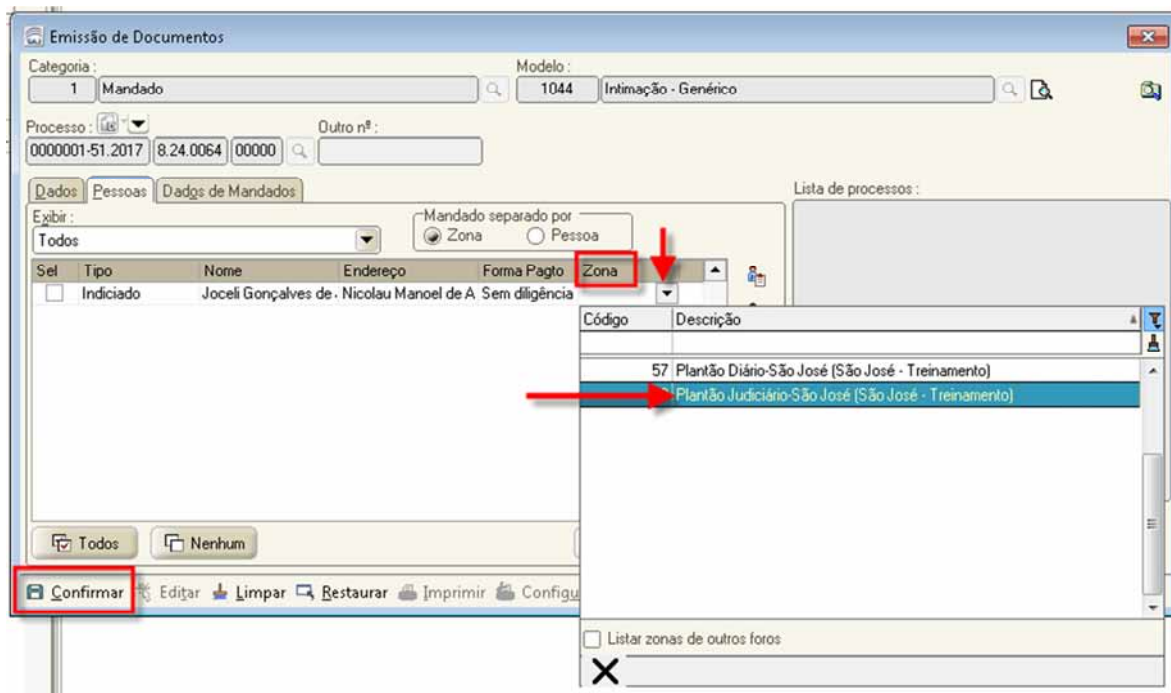 Emissão de Documentos
Categoria : Modelo :
1 Mandado 1044 Intimação - Genérico
Processo : Outro nº :
0000001-51.2017 8.24.0064 00000
Dados Pessoas Dados de Mandados Lista de processos :
Exibir : Mandado separado por
Todos Zona Pessoa
Sel Tipo Nome Endereço Forma Pagto Zona
Indiciado Joceli Gonçalves de Nicolau Manoel de A Sem diligência
Código Descrição
57 Plantão Diário-São José (São José - Treinamento)
Plantão Judiciário-São José (São José - Treinamento)
Todos Nenhum
Confirmar Editar Limpar Restaurar Imprimir Configu
Listar zonas de outros foros